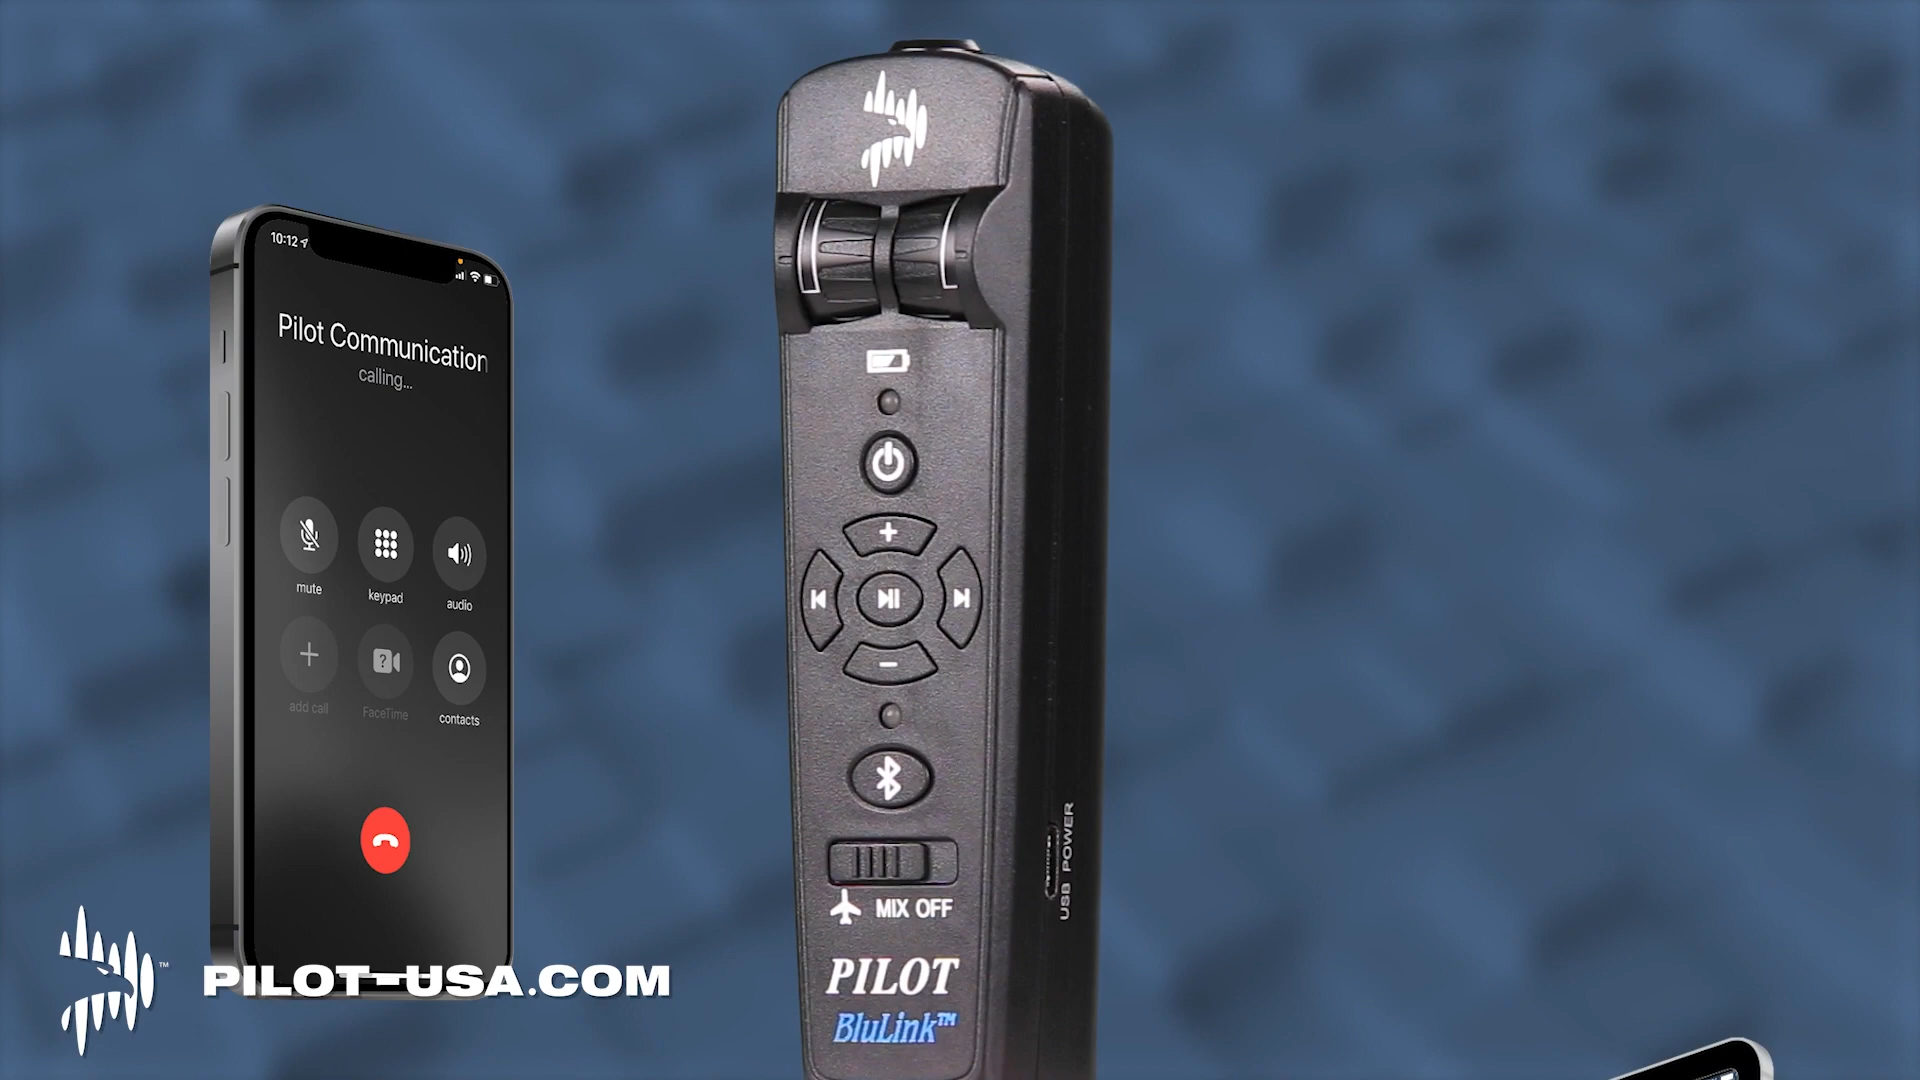 10:12
Pilot Communication
calling...
mute
keypad
audio
add call
FaceTime
contacts
MIX OFF
PILOT
BluLink™
USB POWER
™
PILOT-USA.COM